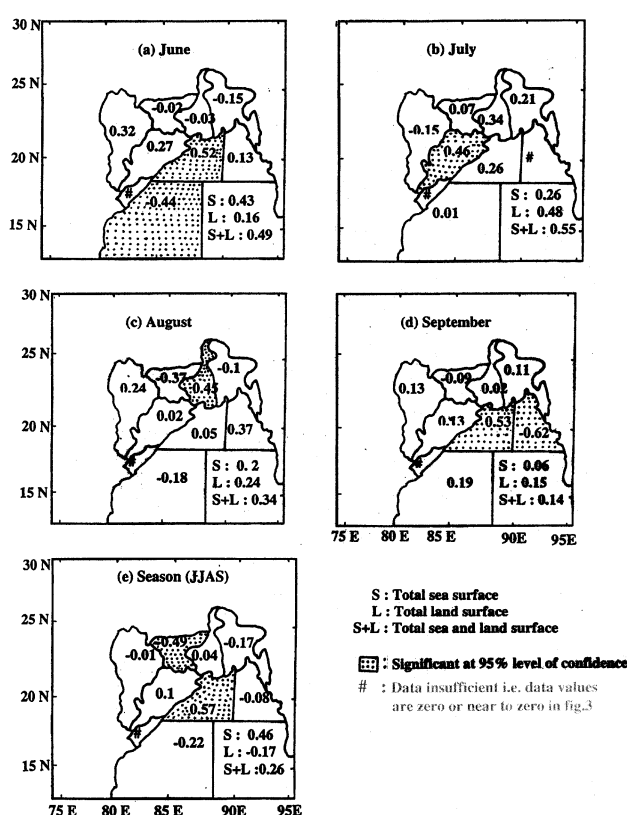 30 N
(a) June
(b) July
25 N
-0.15
-0.02
-0.03
0.32
0.27
0.52
0.13
20 N
#
-0.44
S : 0.43
L : 0.16
S+L : 0.49
15 N
0.21
0.07
0.34
-0.15
0.46
0.26
#
#
0.01
S : 0.26
L : 0.48
S+L : 0.55
30 N
(c) August
(d) September
25 N
-0.1
-0.37
-0.45
0.24
0.02
0.05
0.37
20 N
#
-0.18
S : 0.2
L : 0.24
S+L : 0.34
15 N
0.11
-0.09
0.02
0.13
0.13
0.53
-0.62
#
0.19
S : 0.06
L : 0.15
S+L : 0.14
75 E 80 E 85 E 90E 95E
30 N
(e) Season (JJAS)
25 N
-0.49
-0.17
-0.01
0.04
0.1
0.57
-0.08
20 N
#
-0.22
S : 0.46
L : -0.17
S+L :0.26
15 N
75 E 80 E 85 E 90E 95E
S : Total sea surface
L : Total land surface
S+L : Total sea and land surface
: Significant at 95% level of confidence
# : Data insufficient i.e. data values
are zero or near to zero in fig.3